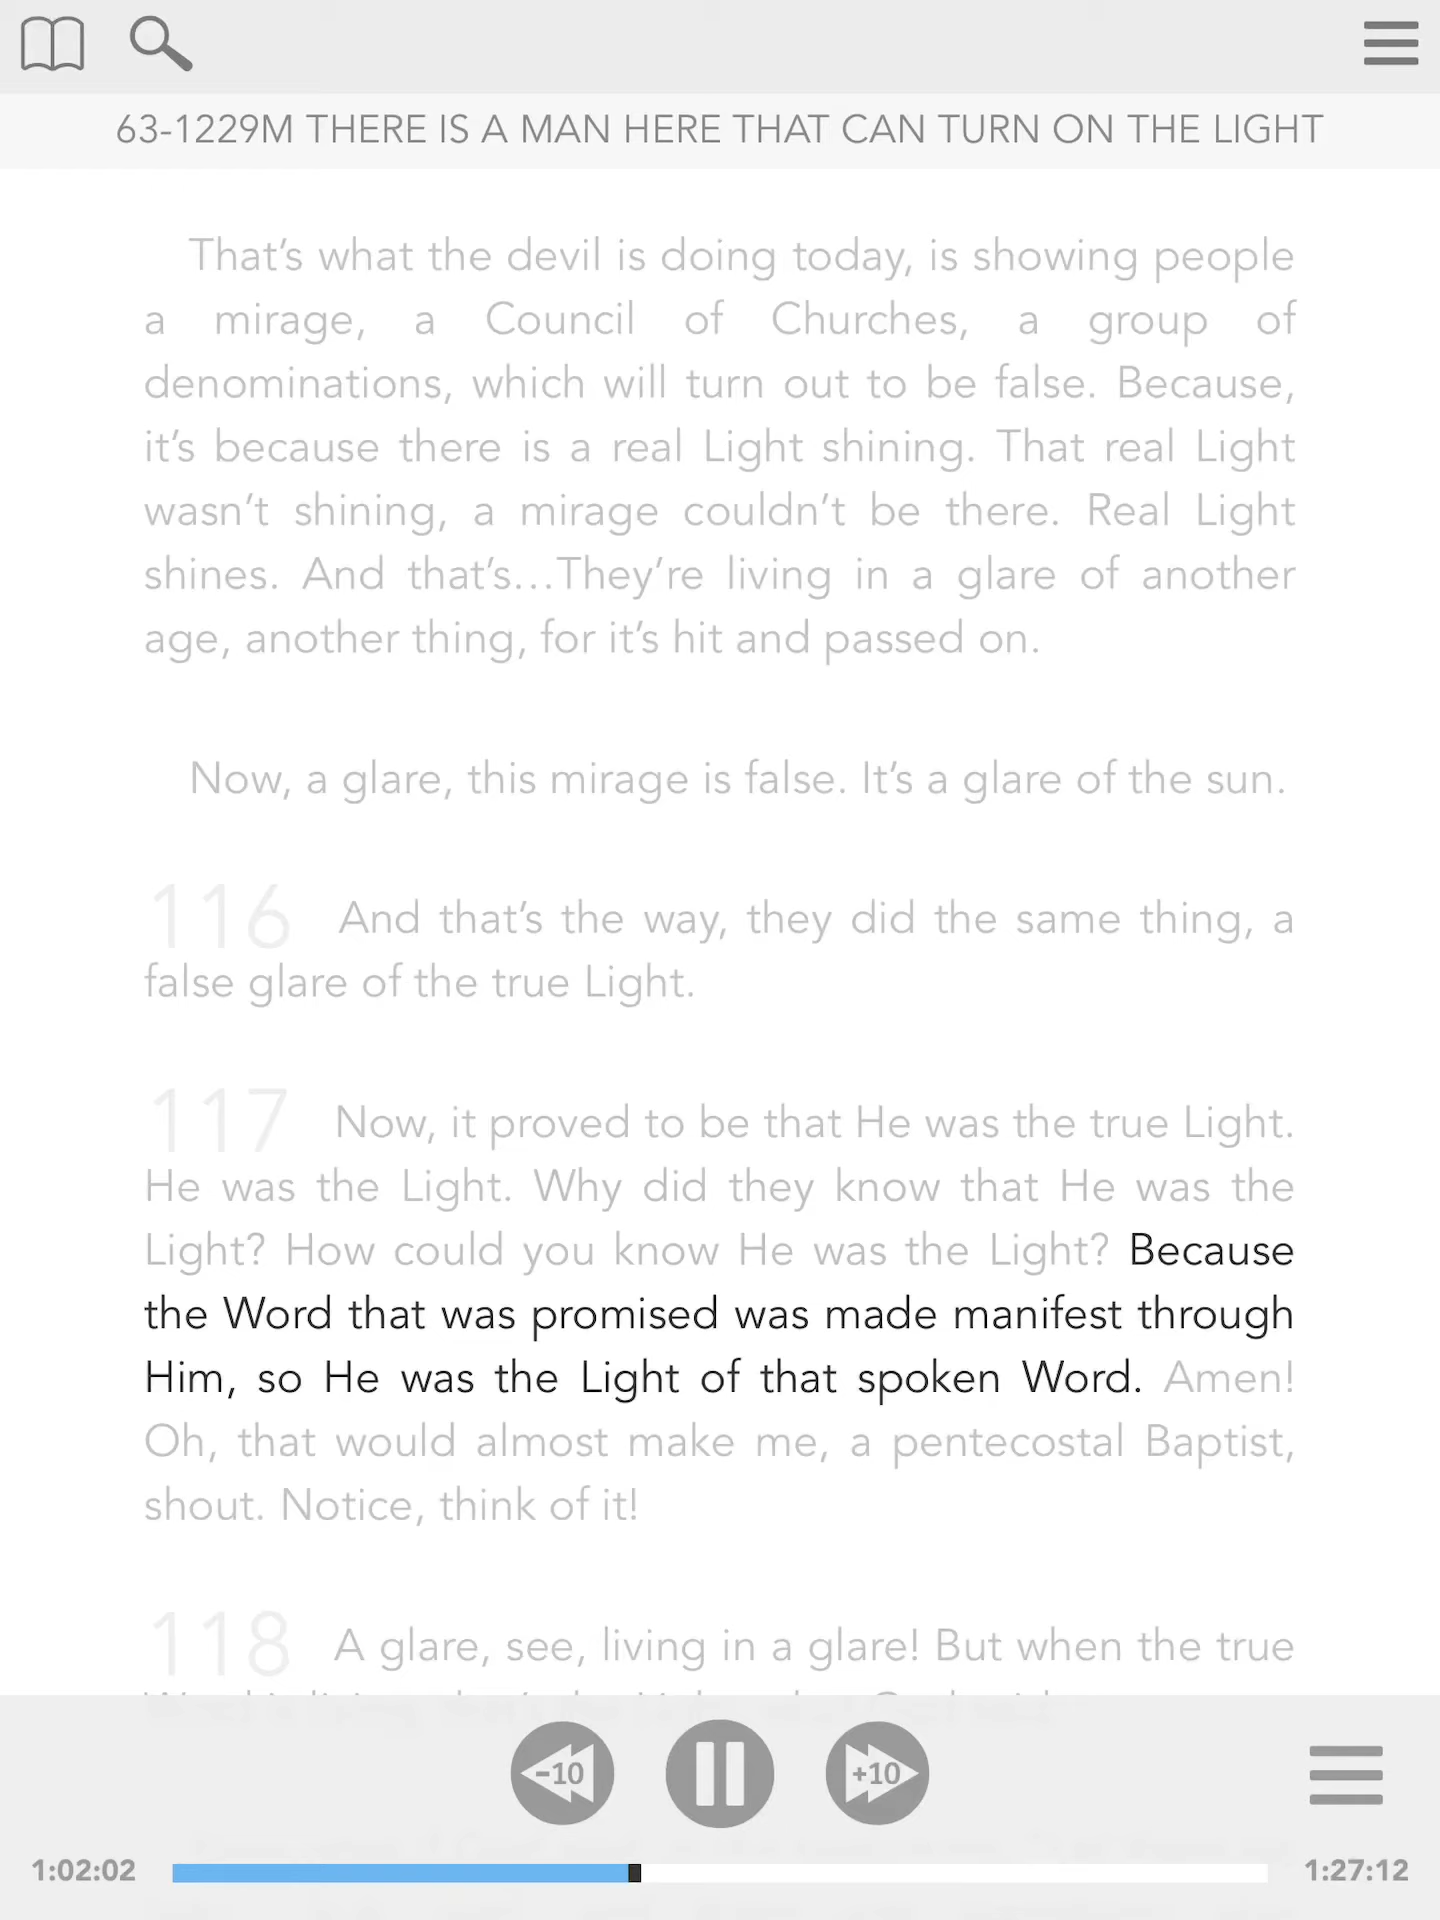 63-1229M THERE IS A MAN HERE THAT CAN TURN ON THE LIGHT
That’s what the devil is doing today, is showing people
a mirage, a Council of Churches, a group of
denominations, which will turn out to be false. Because,
it’s because there is a real Light shining. That real Light
wasn’t shining, a mirage couldn’t be there. Real Light
shines. And that’s…They’re living in a glare of another
age, another thing, for it’s hit and passed on.
Now, a glare, this mirage is false. It’s a glare of the sun.
116 And that’s the way, they did the same thing, a
false glare of the true Light.
117 Now, it proved to be that He was the true Light.
He was the Light. Why did they know that He was the
Light? How could you know He was the Light? Because
the Word that was promised was made manifest through
Him, so He was the Light of that spoken Word. Amen!
Oh, that would almost make me, a pentecostal Baptist,
shout. Notice, think of it!
118 A glare, see, living in a glare! But when the true
-10 +10
1:02:02 1:27:12